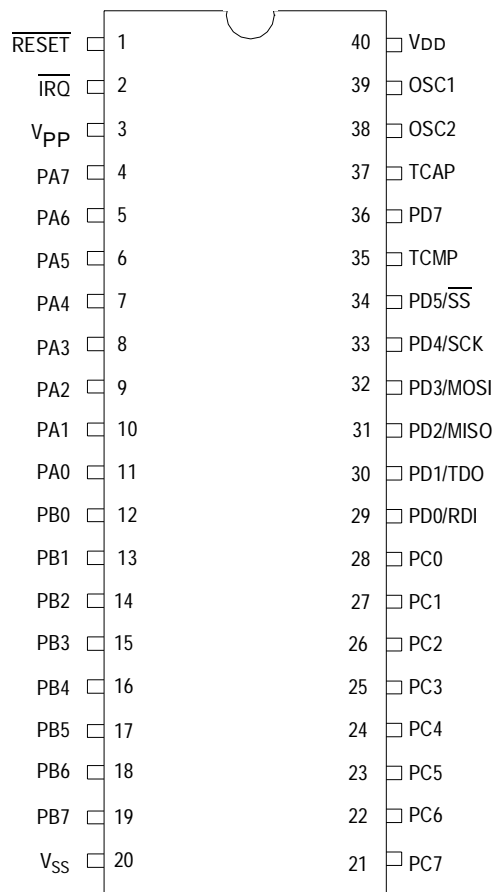 R̅E̅S̅E̅T̅ 1 40 VDD
I̅R̅Q̅ 2 39 OSC1
VPP 3 38 OSC2
PA7 4 37 TCAP
PA6 5 36 PD7
PA5 6 35 TCMP
PA4 7 34 PD5/S̅S̅
PA3 8 33 PD4/SCK
PA2 9 32 PD3/MOSI
PA1 10 31 PD2/MISO
PA0 11 30 PD1/TDO
PB0 12 29 PD0/RDI
PB1 13 28 PC0
PB2 14 27 PC1
PB3 15 26 PC2
PB4 16 25 PC3
PB5 17 24 PC4
PB6 18 23 PC5
PB7 19 22 PC6
VSS 20 21 PC7